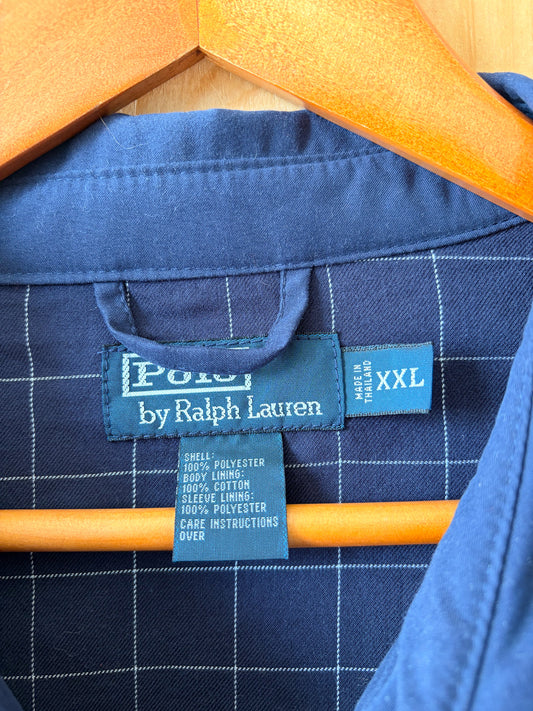 Polo
by Ralph Lauren
MADE IN
THAILAND
XXL
SHELL:
100% POLYESTER
BODY LINING:
100% COTTON
SLEEVE LINING:
100% POLYESTER
CARE INSTRUCTIONS
OVER